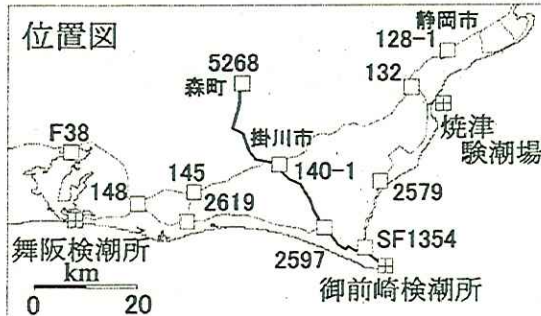 位置図
静岡市
128-1
5268
132
森町
焼津
験潮場
F38
掛川市
140-1
145
148
2619
2579
SF1354
舞阪検潮所
2597
御前崎検潮所
km
0 20